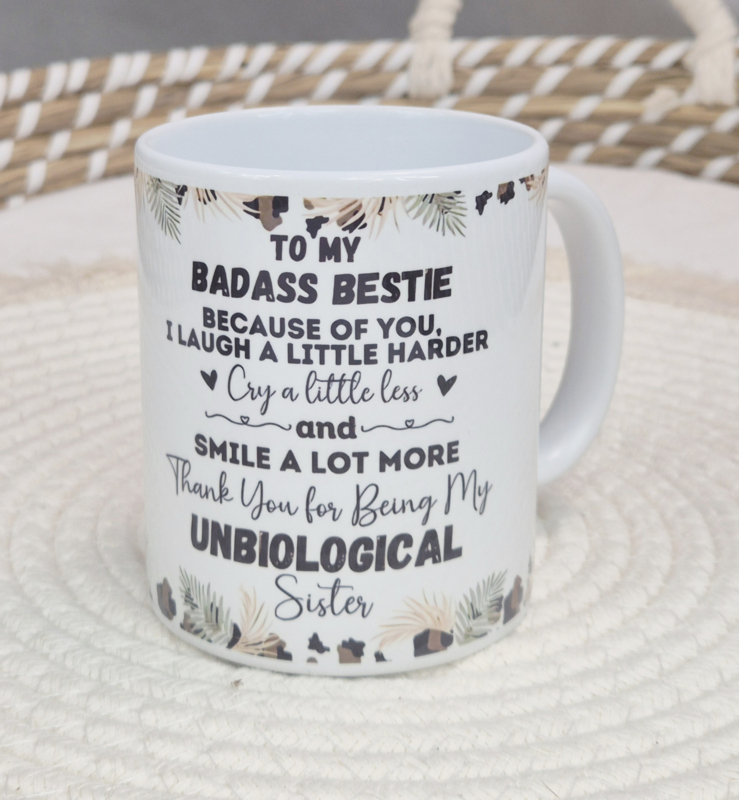 TO MY
BADASS BESTIE
BECAUSE OF YOU,
I LAUGH A LITTLE HARDER
Cry a little less
and
SMILE A LOT MORE
Thank You for Being My
UNBIOLOGICAL
Sister